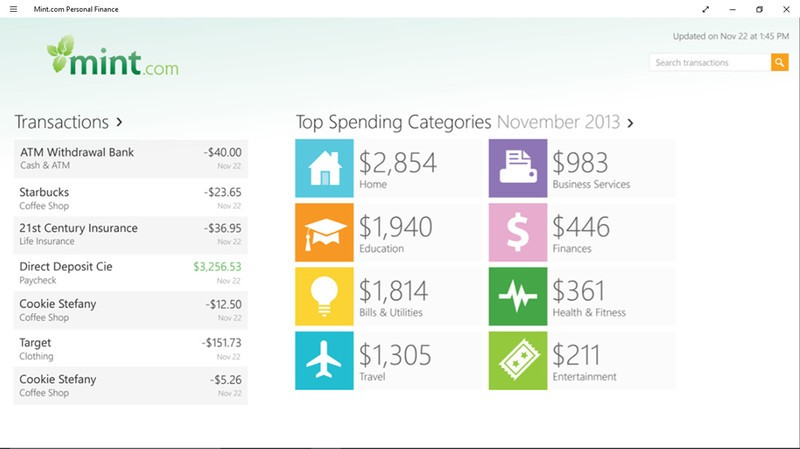 Mint.com Personal Finance
Updated on Nov 22 at 1:45 PM
mint.com
Search transactions
Transactions >
ATM Withdrawal Bank -$40.00
Cash & ATM Nov 22
Starbucks -$23.65
Coffee Shop Nov 22
21st Century Insurance -$36.95
Life Insurance Nov 22
Direct Deposit Cie $3,256.53
Paycheck Nov 22
Cookie Stefany -$12.50
Coffee Shop Nov 22
Target -$151.73
Clothing Nov 22
Cookie Stefany -$5.26
Coffee Shop Nov 22
Top Spending Categories November 2013 >
$2,854
Home
$983
Business Services
$1,940
Education
$
$446
Finances
$1,814
Bills & Utilities
$361
Health & Fitness
$1,305
Travel
$211
Entertainment